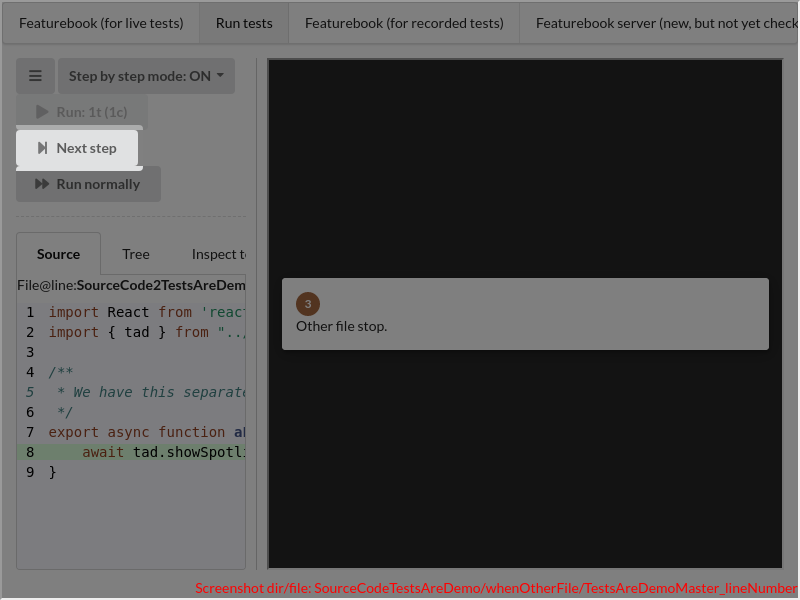 Featurebook (for live tests) Run tests Featurebook (for recorded tests) Featurebook server (new, but not yet check
Step by step mode: ON
Run: 1t (1c)
Next step
Run normally
Source Tree Inspect te
File@line:SourceCode2TestsAreDem
1 import React from 'react
2 import { tad } from "../
3
4 /**
5 * We have this separate
6 */
7 export async function a
8 await tad.showSpotli
9 }
3
Other file stop.
Screenshot dir/file: SourceCodeTestsAreDemo/whenOtherFile/TestsAreDemoMaster_lineNumber